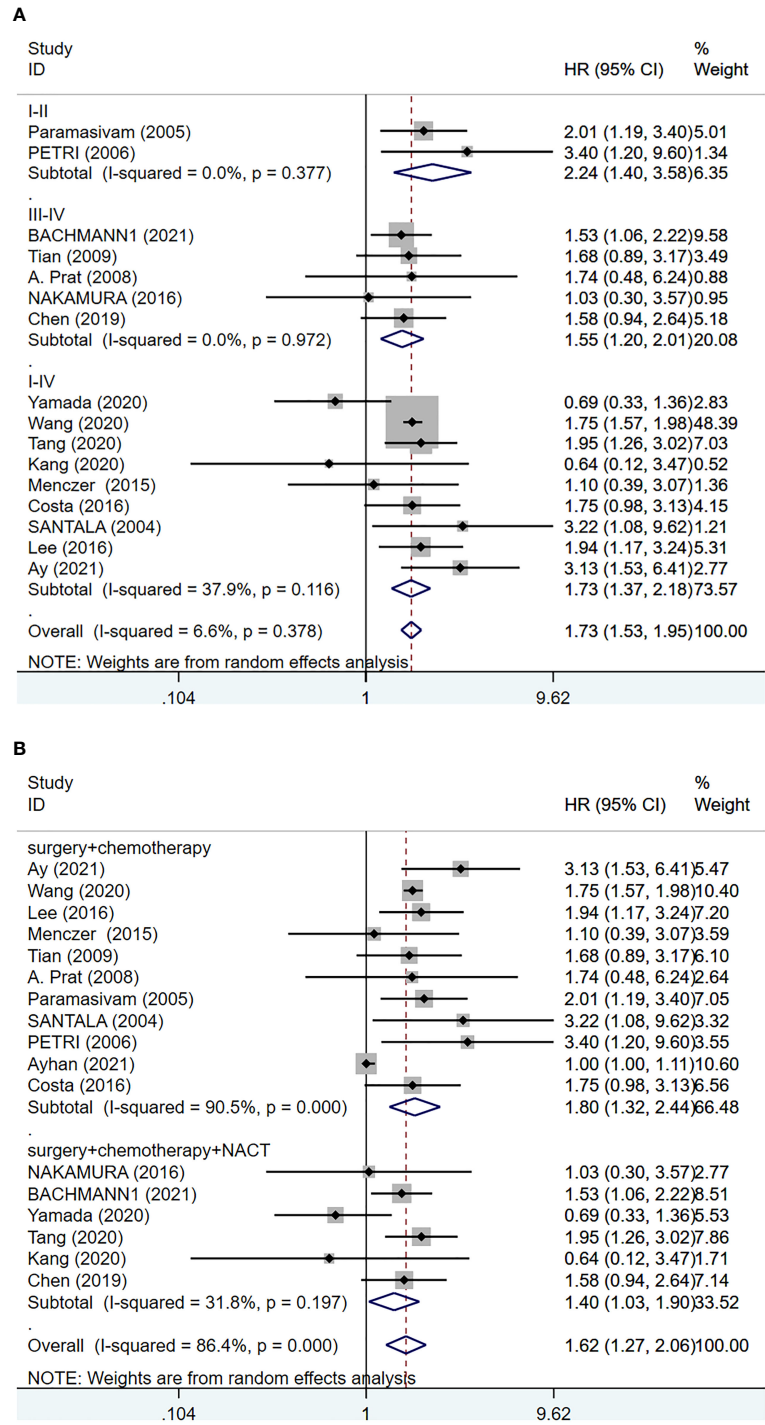 A
Study %
ID HR (95% CI) Weight
I-II
Paramasivam (2005) 2.01 (1.19, 3.40)5.01
PETRI (2006) 3.40 (1.20, 9.60)1.34
Subtotal (I-squared = 0.0%, p = 0.377) 2.24 (1.40, 3.58)6.35
.
III-IV
BACHMANN1 (2021) 1.53 (1.06, 2.22)9.58
Tian (2009) 1.68 (0.89, 3.17)3.49
A. Prat (2008) 1.74 (0.48, 6.24)0.88
NAKAMURA (2016) 1.03 (0.30, 3.57)0.95
Chen (2019) 1.58 (0.94, 2.64)5.18
Subtotal (I-squared = 0.0%, p = 0.972) 1.55 (1.20, 2.01)20.08
.
I-IV
Yamada (2020) 0.69 (0.33, 1.36)2.83
Wang (2020) 1.75 (1.57, 1.98)48.39
Tang (2020) 1.95 (1.26, 3.02)7.03
Kang (2020) 0.64 (0.12, 3.47)0.52
Menczer (2015) 1.10 (0.39, 3.07)1.36
Costa (2016) 1.75 (0.98, 3.13)4.15
SANTALA (2004) 3.22 (1.08, 9.62)1.21
Lee (2016) 1.94 (1.17, 3.24)5.31
Ay (2021) 3.13 (1.53, 6.41)2.77
Subtotal (I-squared = 37.9%, p = 0.116) 1.73 (1.37, 2.18)73.57
.
Overall (I-squared = 6.6%, p = 0.378) 1.73 (1.53, 1.95)100.00
NOTE: Weights are from random effects analysis
.104 1 9.62
B
Study %
ID HR (95% CI) Weight
surgery+chemotherapy
Ay (2021) 3.13 (1.53, 6.41)5.47
Wang (2020) 1.75 (1.57, 1.98)10.40
Lee (2016) 1.94 (1.17, 3.24)7.20
Menczer (2015) 1.10 (0.39, 3.07)3.59
Tian (2009) 1.68 (0.89, 3.17)6.10
A. Prat (2008) 1.74 (0.48, 6.24)2.64
Paramasivam (2005) 2.01 (1.19, 3.40)7.05
SANTALA (2004) 3.22 (1.08, 9.62)3.32
PETRI (2006) 3.40 (1.20, 9.60)3.55
Ayhan (2021) 1.00 (1.00, 1.11)10.60
Costa (2016) 1.75 (0.98, 3.13)6.56
Subtotal (I-squared = 90.5%, p = 0.000) 1.80 (1.32, 2.44)66.48
.
surgery+chemotherapy+NACT
NAKAMURA (2016) 1.03 (0.30, 3.57)2.77
BACHMANN1 (2021) 1.53 (1.06, 2.22)8.51
Yamada (2020) 0.69 (0.33, 1.36)5.53
Tang (2020) 1.95 (1.26, 3.02)7.86
Kang (2020) 0.64 (0.12, 3.47)1.71
Chen (2019) 1.58 (0.94, 2.64)7.14
Subtotal (I-squared = 31.8%, p = 0.197) 1.40 (1.03, 1.90)33.52
.
Overall (I-squared = 86.4%, p = 0.000) 1.62 (1.27, 2.06)100.00
NOTE: Weights are from random effects analysis
.104 1 9.62